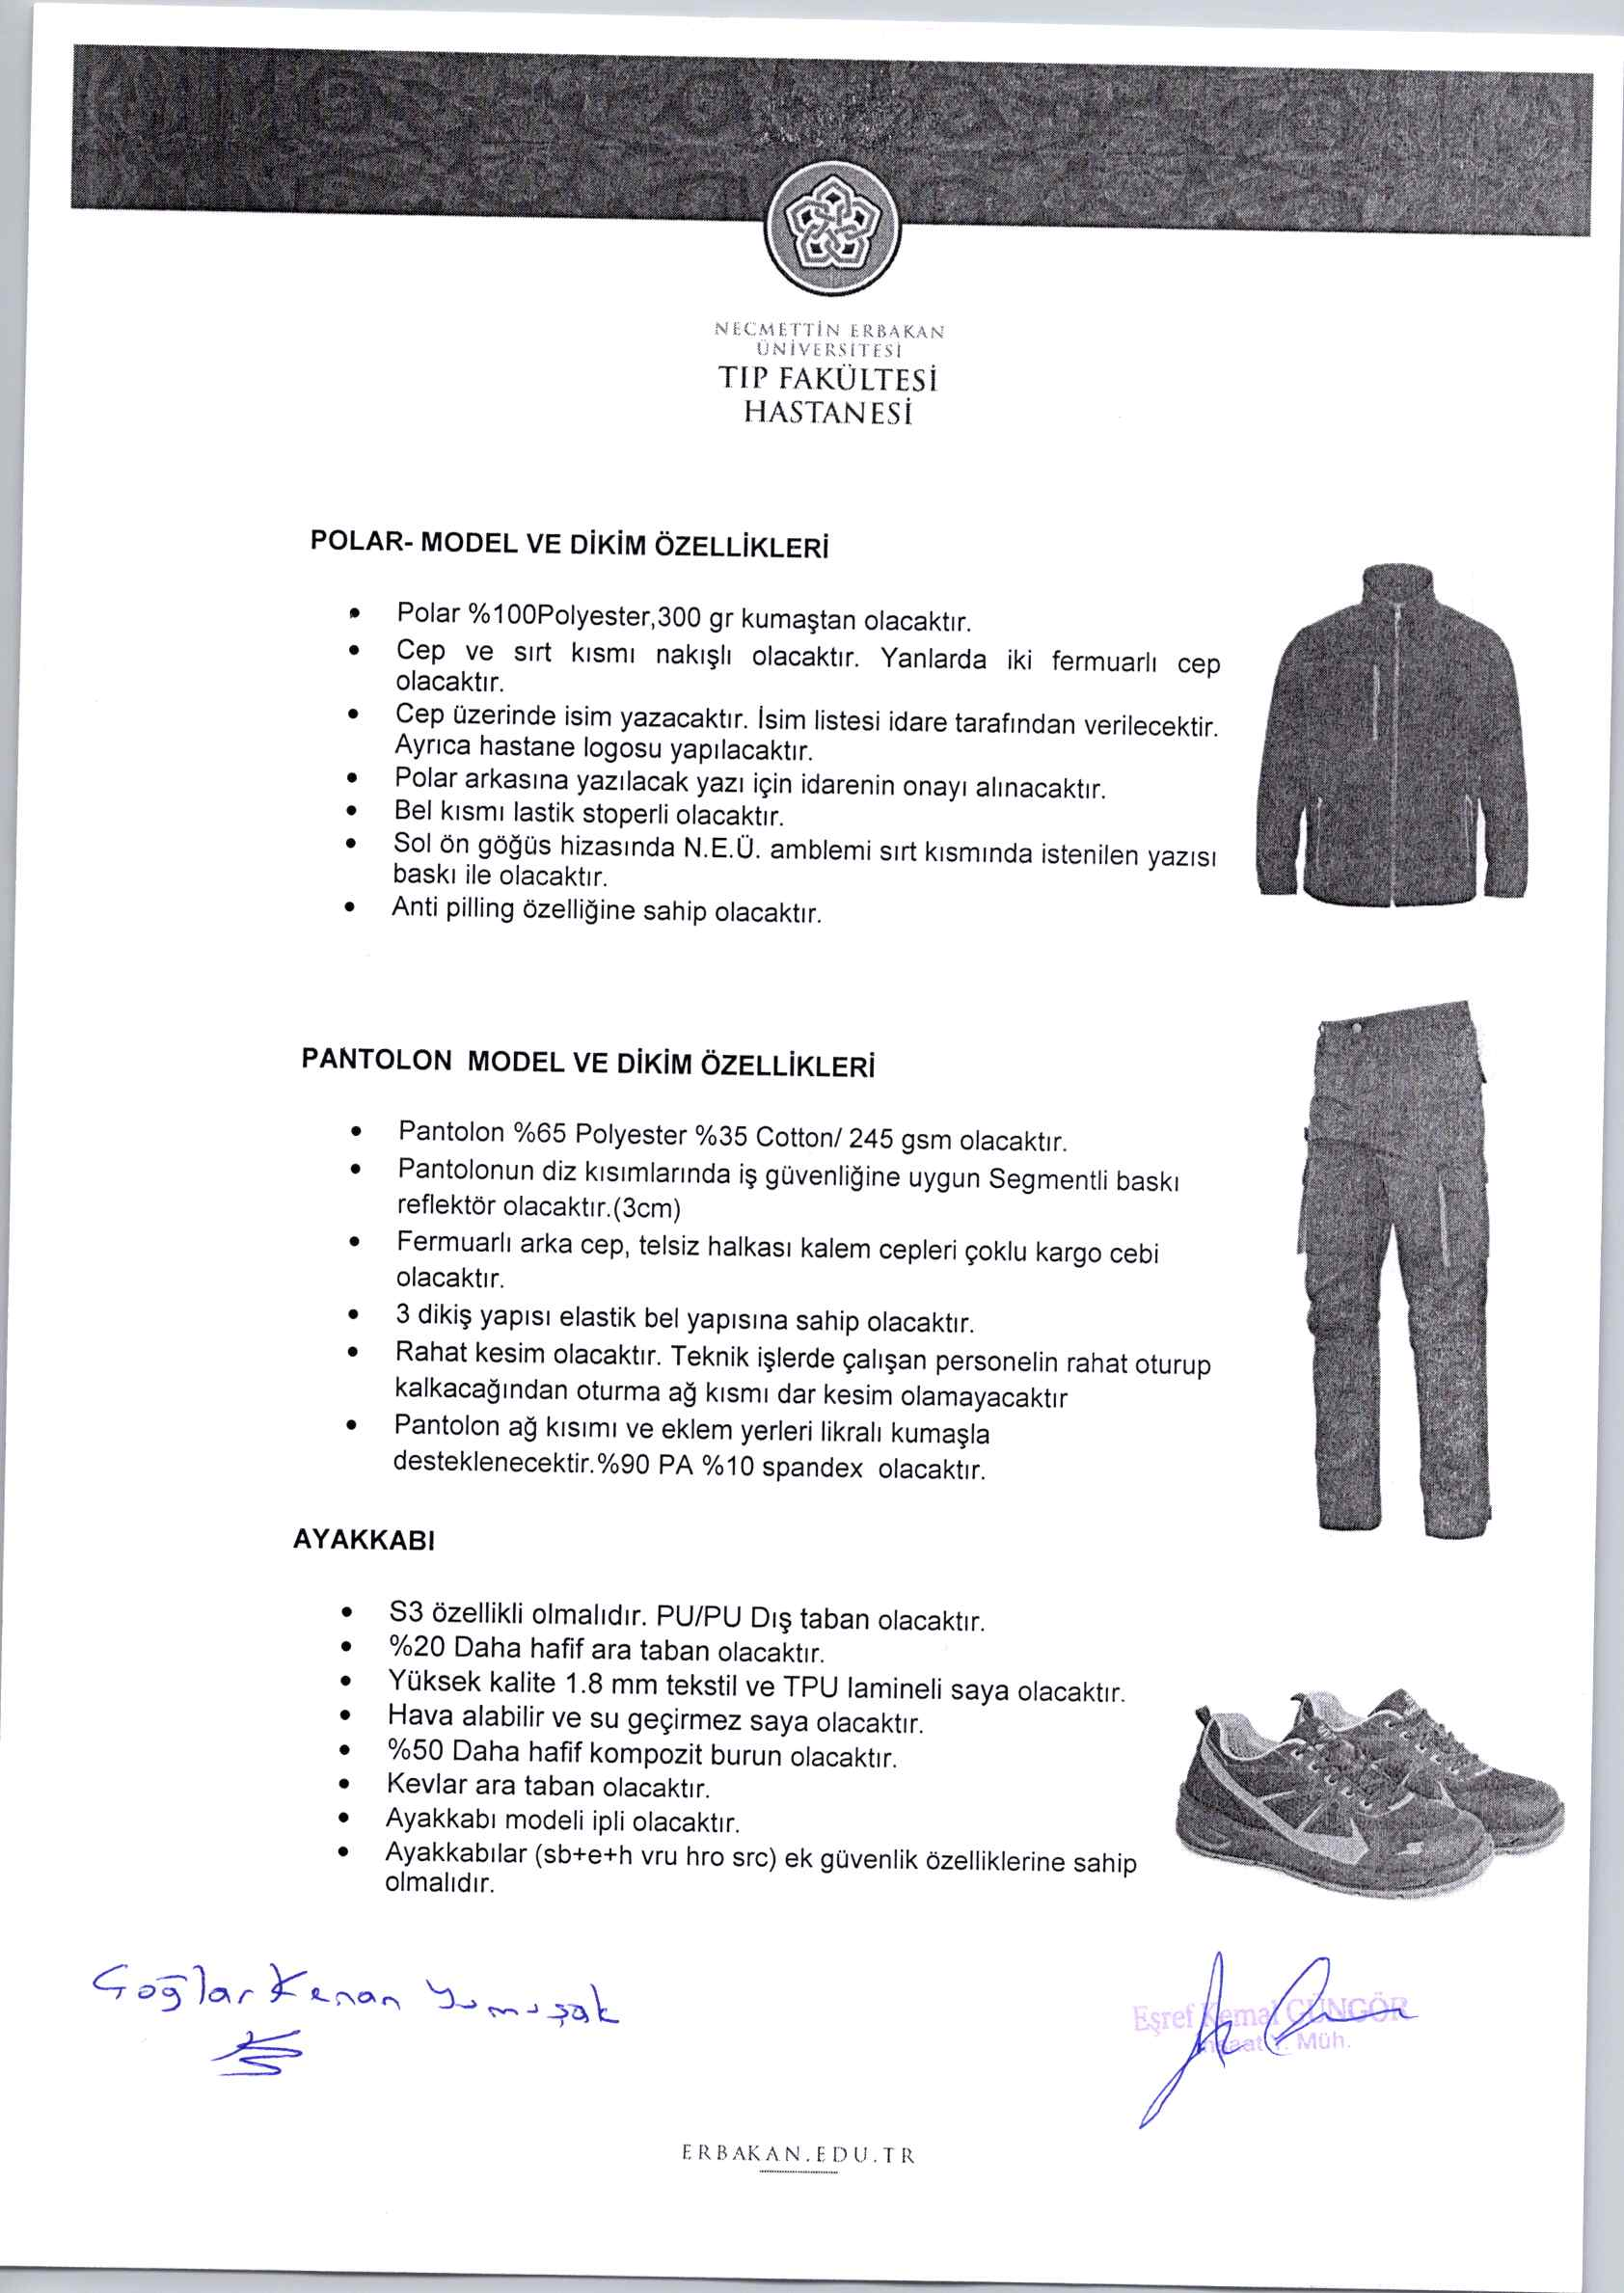 NECMETTİN ERBAKAN
ÜNİVERSİTESİ
TIP FAKÜLTESİ
HASTANESİ
POLAR- MODEL VE DİKİM ÖZELLİKLERİ
• Polar %100Polyester,300 gr kumaştan olacaktır.
• Cep ve sırt kısmı nakışlı olacaktır. Yanlarda iki fermuarlı cep
olacaktır.
• Cep üzerinde isim yazacaktır. İsim listesi idare tarafından verilecektir.
Ayrıca hastane logosu yapılacaktır.
• Polar arkasına yazılacak yazı için idarenin onayı alınacaktır.
• Bel kısmı lastik stoperli olacaktır.
• Sol ön göğüs hizasında N.E.Ü. amblemi sırt kısmında istenilen yazısı
baskı ile olacaktır.
• Anti pilling özelliğine sahip olacaktır.
PANTOLON MODEL VE DİKİM ÖZELLİKLERİ
• Pantolon %65 Polyester %35 Cotton/ 245 gsm olacaktır.
• Pantolonun diz kısımlarında iş güvenliğine uygun Segmentli baskı
reflektör olacaktır.(3cm)
• Fermuarlı arka cep, telsiz halkası kalem cepleri çoklu kargo cebi
olacaktır.
• 3 dikiş yapısı elastik bel yapısına sahip olacaktır.
• Rahat kesim olacaktır. Teknik işlerde çalışan personelin rahat oturup
kalkacağından oturma ağ kısmı dar kesim olamayacaktır
• Pantolon ağ kısımı ve eklem yerleri likralı kumaşla
desteklenecektir.%90 PA %10 spandex olacaktır.
AYAKKABI
• S3 özellikli olmalıdır. PU/PU Dış taban olacaktır.
• %20 Daha hafif ara taban olacaktır.
• Yüksek kalite 1.8 mm tekstil ve TPU lamineli saya olacaktır.
• Hava alabilir ve su geçirmez saya olacaktır.
• %50 Daha hafif kompozit burun olacaktır.
• Kevlar ara taban olacaktır.
• Ayakkabı modeli ipli olacaktır.
• Ayakkabılar (sb+e+h vru hro src) ek güvenlik özelliklerine sahip
olmalıdır.
Çağlar Kenan Yumuşak
Eşref Kemal GÜNGÖR
İnşaat Y. Müh.
ERBAKAN.EDU.TR